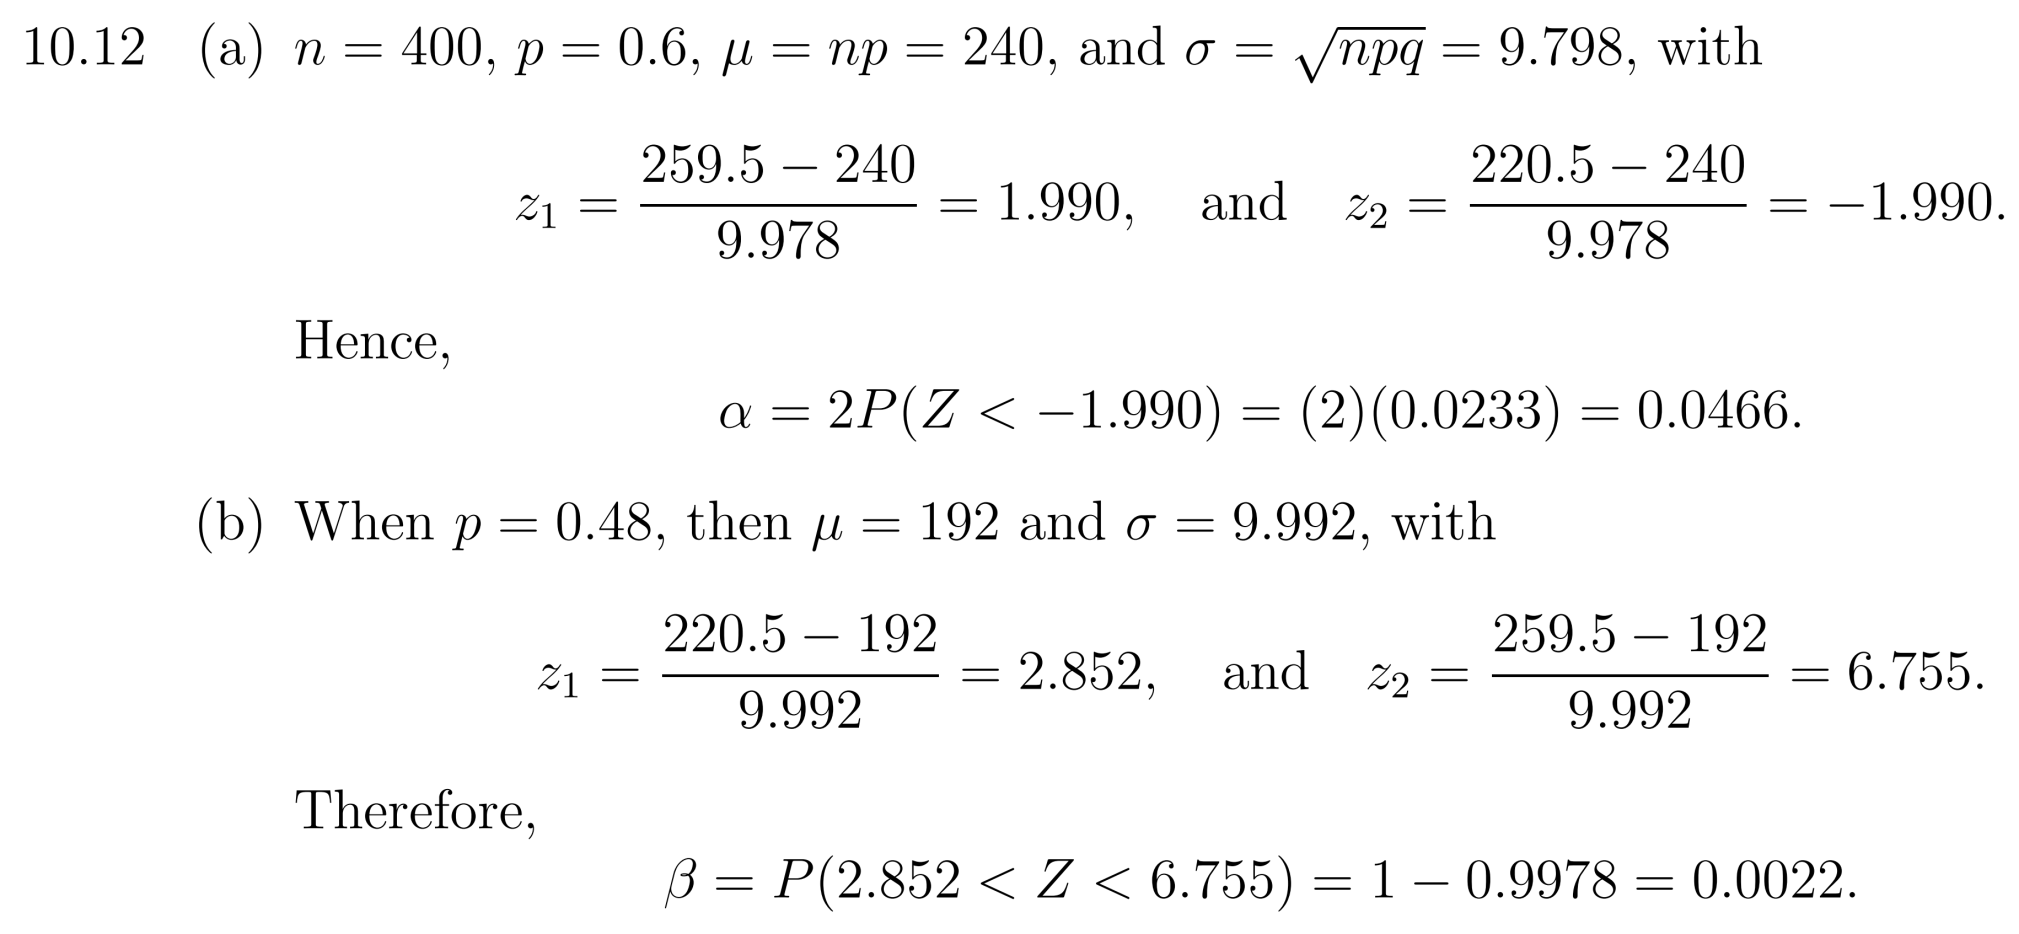 10.12 (a) n = 400, p = 0.6, μ = np = 240, and σ = √npq = 9.798, with
z₁ = (259.5 − 240)/9.978 = 1.990, and z₂ = (220.5 − 240)/9.978 = −1.990.
Hence,
α = 2P(Z < −1.990) = (2)(0.0233) = 0.0466.
(b) When p = 0.48, then μ = 192 and σ = 9.992, with
z₁ = (220.5 − 192)/9.992 = 2.852, and z₂ = (259.5 − 192)/9.992 = 6.755.
Therefore,
β = P(2.852 < Z < 6.755) = 1 − 0.9978 = 0.0022.